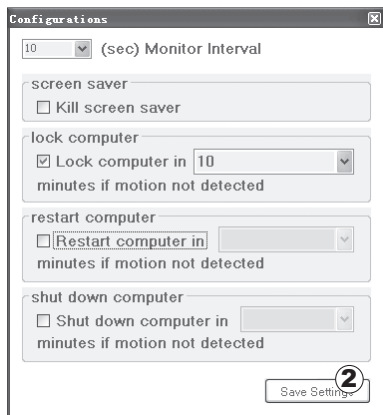 Configurations
10 (sec) Monitor Interval
screen saver
Kill screen saver
lock computer
Lock computer in 10
minutes if motion not detected
restart computer
Restart computer in
minutes if motion not detected
shut down computer
Shut down computer in
minutes if motion not detected
2
Save Settings